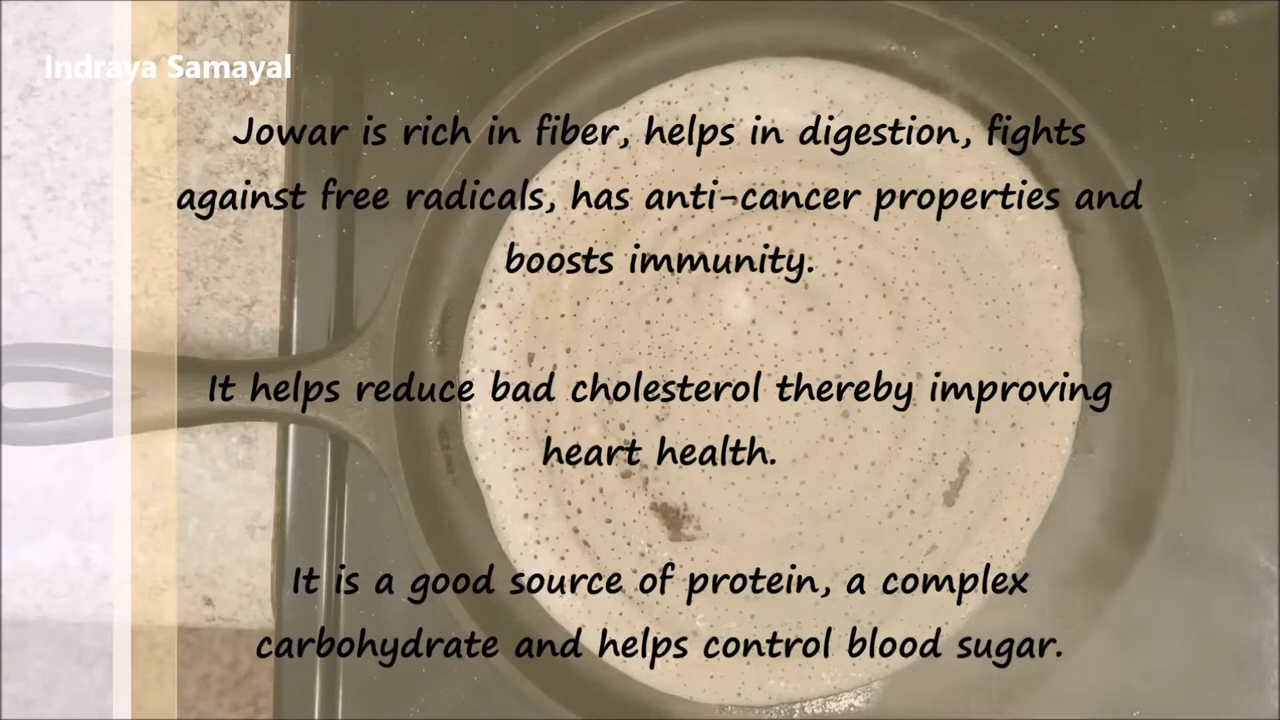 Indraya Samayal
Jowar is rich in fiber, helps in digestion, fights
against free radicals, has anti-cancer properties and
boosts immunity.
It helps reduce bad cholesterol thereby improving
heart health.
It is a good source of protein, a complex
carbohydrate and helps control blood sugar.